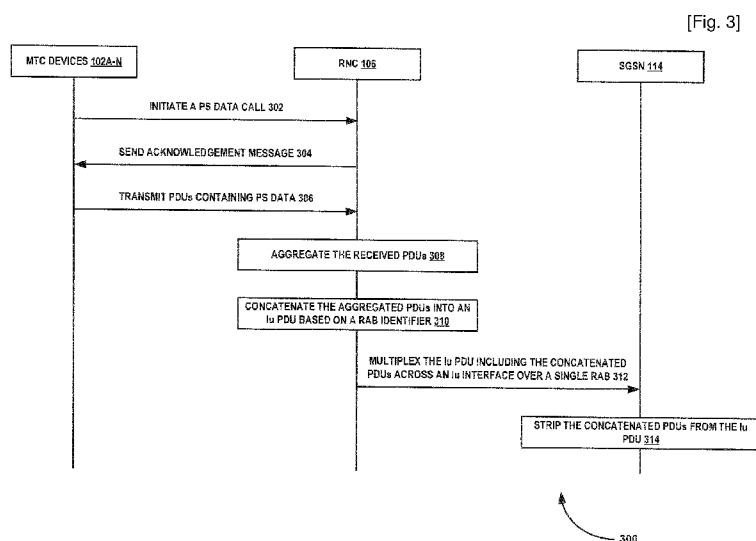 [Fig. 3]
MTC DEVICES 102A-N
RNC 106
SGSN 114
INITIATE A PS DATA CALL 302
SEND ACKNOWLEDGEMENT MESSAGE 304
TRANSMIT PDUs CONTAINING PS DATA 306
AGGREGATE THE RECEIVED PDUs 308
CONCATENATE THE AGGREGATED PDUs INTO AN
Iu PDU BASED ON A RAB IDENTIFIER 310
MULTIPLEX THE Iu PDU INCLUDING THE CONCATENATED
PDUs ACROSS AN Iu INTERFACE OVER A SINGLE RAB 312
STRIP THE CONCATENATED PDUs FROM THE Iu
PDU 314
300